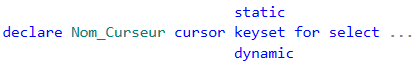 static
declare Nom_Curseur cursor keyset for select ...
dynamic